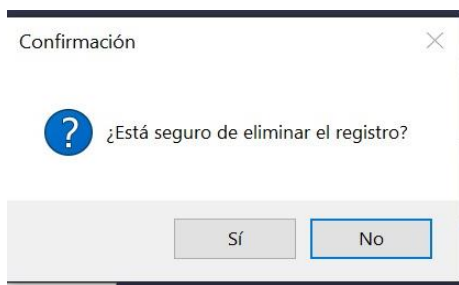 Confirmación
¿Está seguro de eliminar el registro?
Sí No